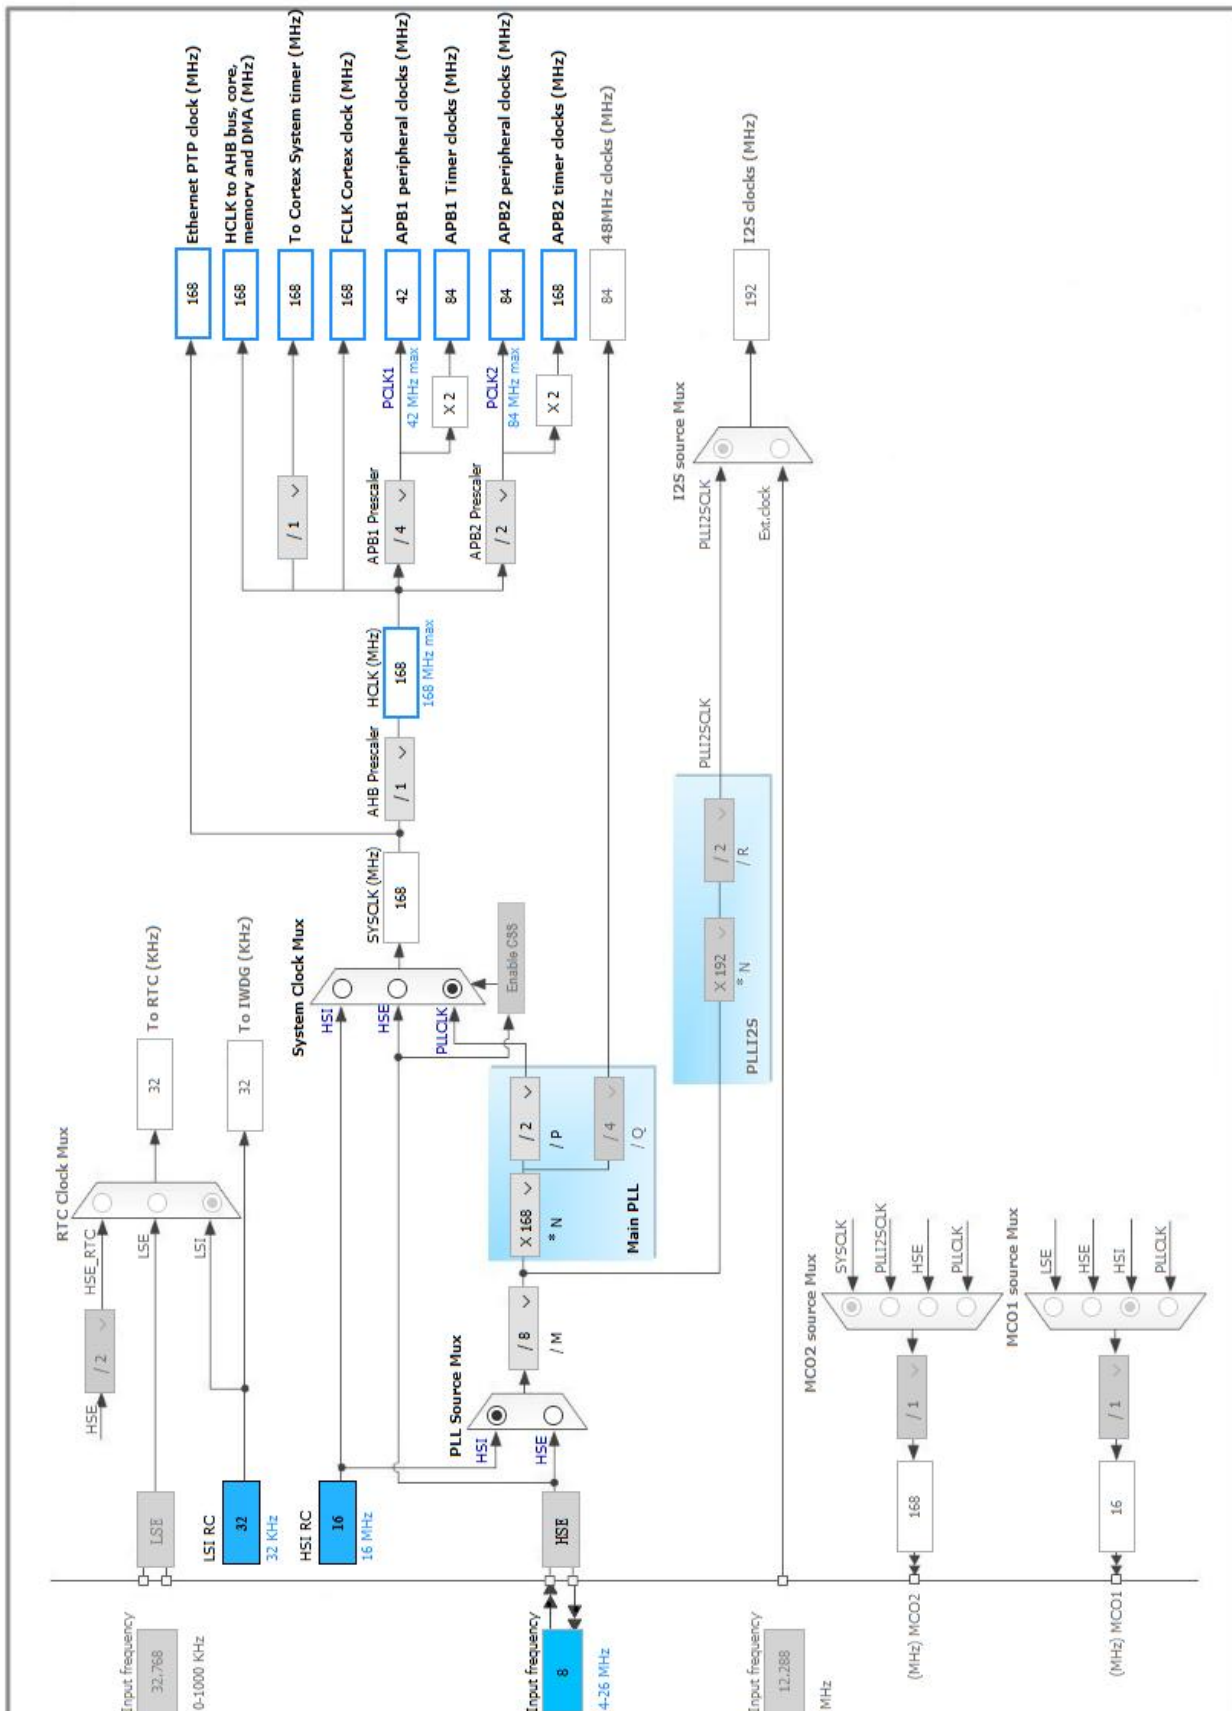 Input frequency
32.768
0-1000 KHz
LSE
HSE
/ 2
HSE_RTC
LSE
LSI
RTC Clock Mux
32
To RTC (KHz)
LSI RC
32
32 KHz
32
To IWDG (KHz)
HSI RC
16
16 MHz
System Clock Mux
HSI
HSE
PLLCLK
Enable CSS
SYSCLK (MHz)
168
AHB Prescaler
/ 1
HCLK (MHz)
168
168 MHz max
168
Ethernet PTP clock (MHz)
168
HCLK to AHB bus, core,
memory and DMA (MHz)
/ 1
168
To Cortex System timer (MHz)
168
FCLK Cortex clock (MHz)
APB1 Prescaler
/ 4
PCLK1
42 MHz max
42
APB1 peripheral clocks (MHz)
X 2
84
APB1 Timer clocks (MHz)
APB2 Prescaler
/ 2
PCLK2
84 MHz max
84
APB2 peripheral clocks (MHz)
X 2
168
APB2 timer clocks (MHz)
84
48MHz clocks (MHz)
Input frequency
8
4-26 MHz
HSE
PLL Source Mux
HSI
HSE
/ 8
/ M
X 168
* N
/ 2
/ P
/ 4
/ Q
Main PLL
X 192
* N
/ 2
/ R
PLLI2S
PLLI2SCLK
I2S source Mux
PLLI2SCLK
Ext.clock
192
I2S clocks (MHz)
Input frequency
12.288
MHz
MCO2 source Mux
SYSCLK
PLLI2SCLK
HSE
PLLCLK
/ 1
168
(MHz) MCO2
MCO1 source Mux
LSE
HSE
HSI
PLLCLK
/ 1
16
(MHz) MCO1